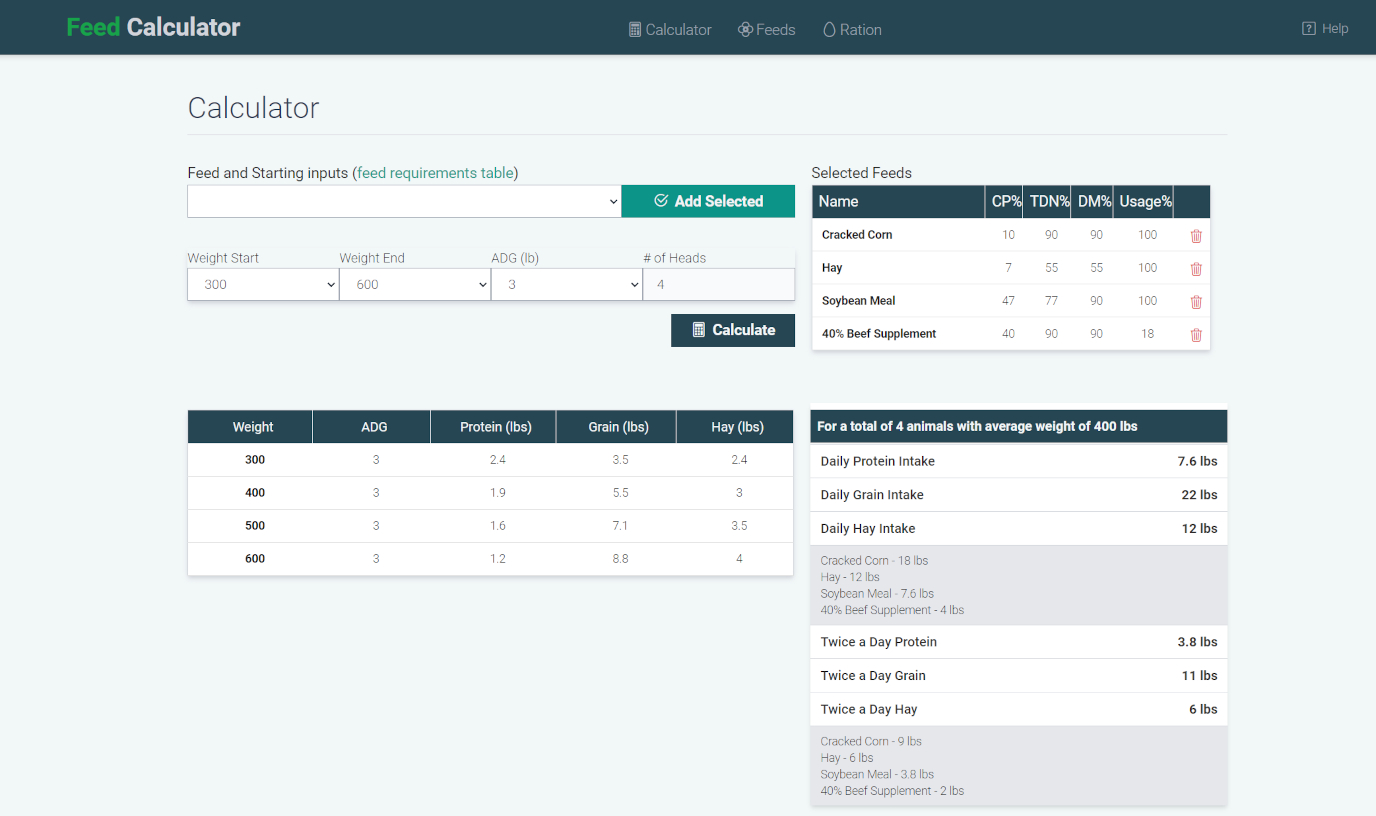 Feed Calculator
Calculator Feeds Ration
Help
Calculator
Feed and Starting inputs (feed requirements table)
Add Selected
Weight Start Weight End ADG (lb) # of Heads
300 600 3 4
Calculate
Selected Feeds
Name CP% TDN% DM% Usage%
Cracked Corn 10 90 90 100
Hay 7 55 55 100
Soybean Meal 47 77 90 100
40% Beef Supplement 40 90 90 18
Weight ADG Protein (lbs) Grain (lbs) Hay (lbs)
300 3 2.4 3.5 2.4
400 3 1.9 5.5 3
500 3 1.6 7.1 3.5
600 3 1.2 8.8 4
For a total of 4 animals with average weight of 400 lbs
Daily Protein Intake 7.6 lbs
Daily Grain Intake 22 lbs
Daily Hay Intake 12 lbs
Cracked Corn - 18 lbs
Hay - 12 lbs
Soybean Meal - 7.6 lbs
40% Beef Supplement - 4 lbs
Twice a Day Protein 3.8 lbs
Twice a Day Grain 11 lbs
Twice a Day Hay 6 lbs
Cracked Corn - 9 lbs
Hay - 6 lbs
Soybean Meal - 3.8 lbs
40% Beef Supplement - 2 lbs